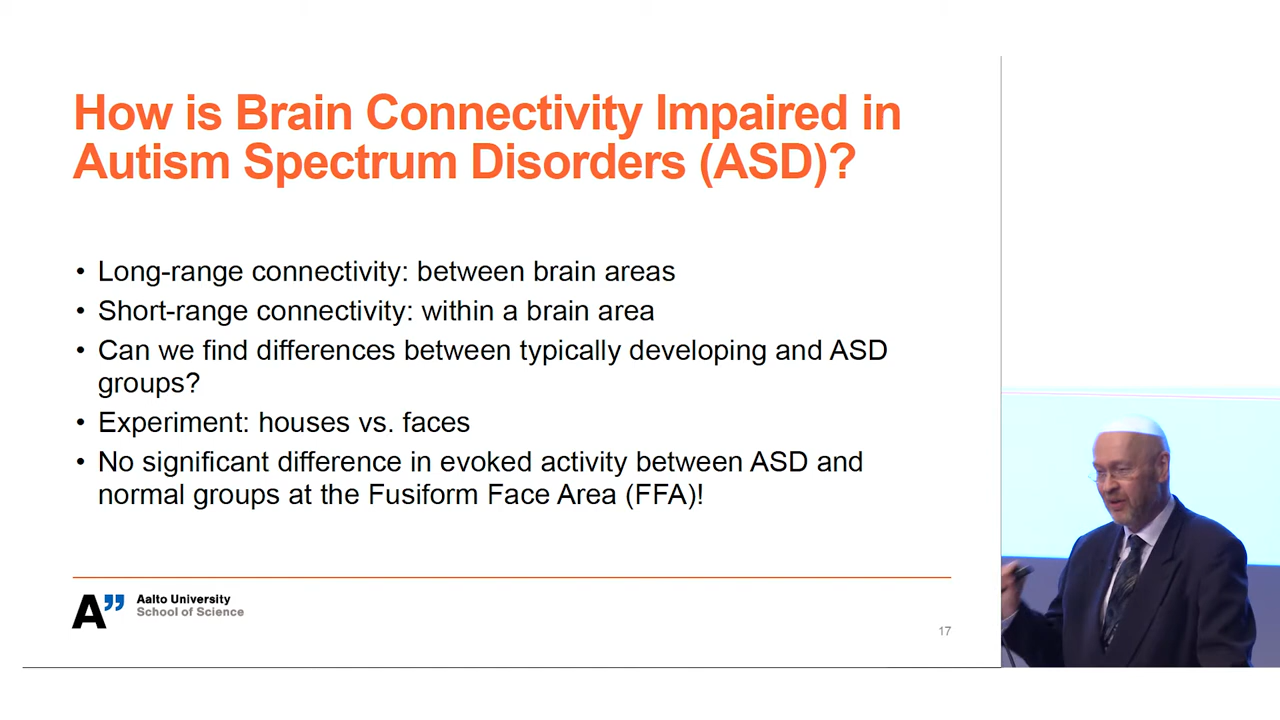 How is Brain Connectivity Impaired in
Autism Spectrum Disorders (ASD)?
• Long-range connectivity: between brain areas
• Short-range connectivity: within a brain area
• Can we find differences between typically developing and ASD
groups?
• Experiment: houses vs. faces
• No significant difference in evoked activity between ASD and
normal groups at the Fusiform Face Area (FFA)!
A”
Aalto University
School of Science
17